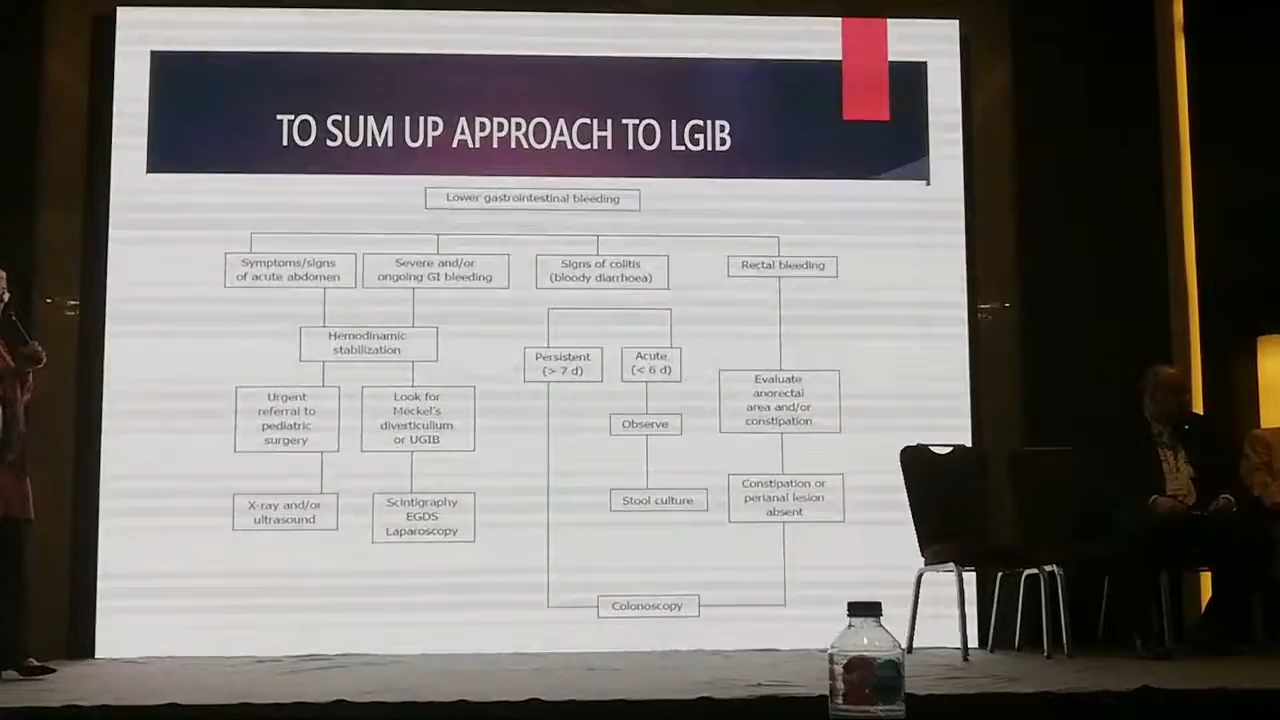 TO SUM UP APPROACH TO LGIB
Lower gastrointestinal bleeding
Symptoms/signs
of acute abdomen
Severe and/or
ongoing GI bleeding
Signs of colitis
(bloody diarrhoea)
Rectal bleeding
Hemodinamic
stabilization
Persistent
(> 7 d)
Acute
(< 6 d)
Evaluate
anorectal
area and/or
constipation
Urgent
referral to
pediatric
surgery
Look for
Meckel's
diverticulum
or UGIB
Observe
X-ray and/or
ultrasound
Scintigraphy
EGDS
Laparoscopy
Stool culture
Constipation or
perianal lesion
absent
Colonoscopy